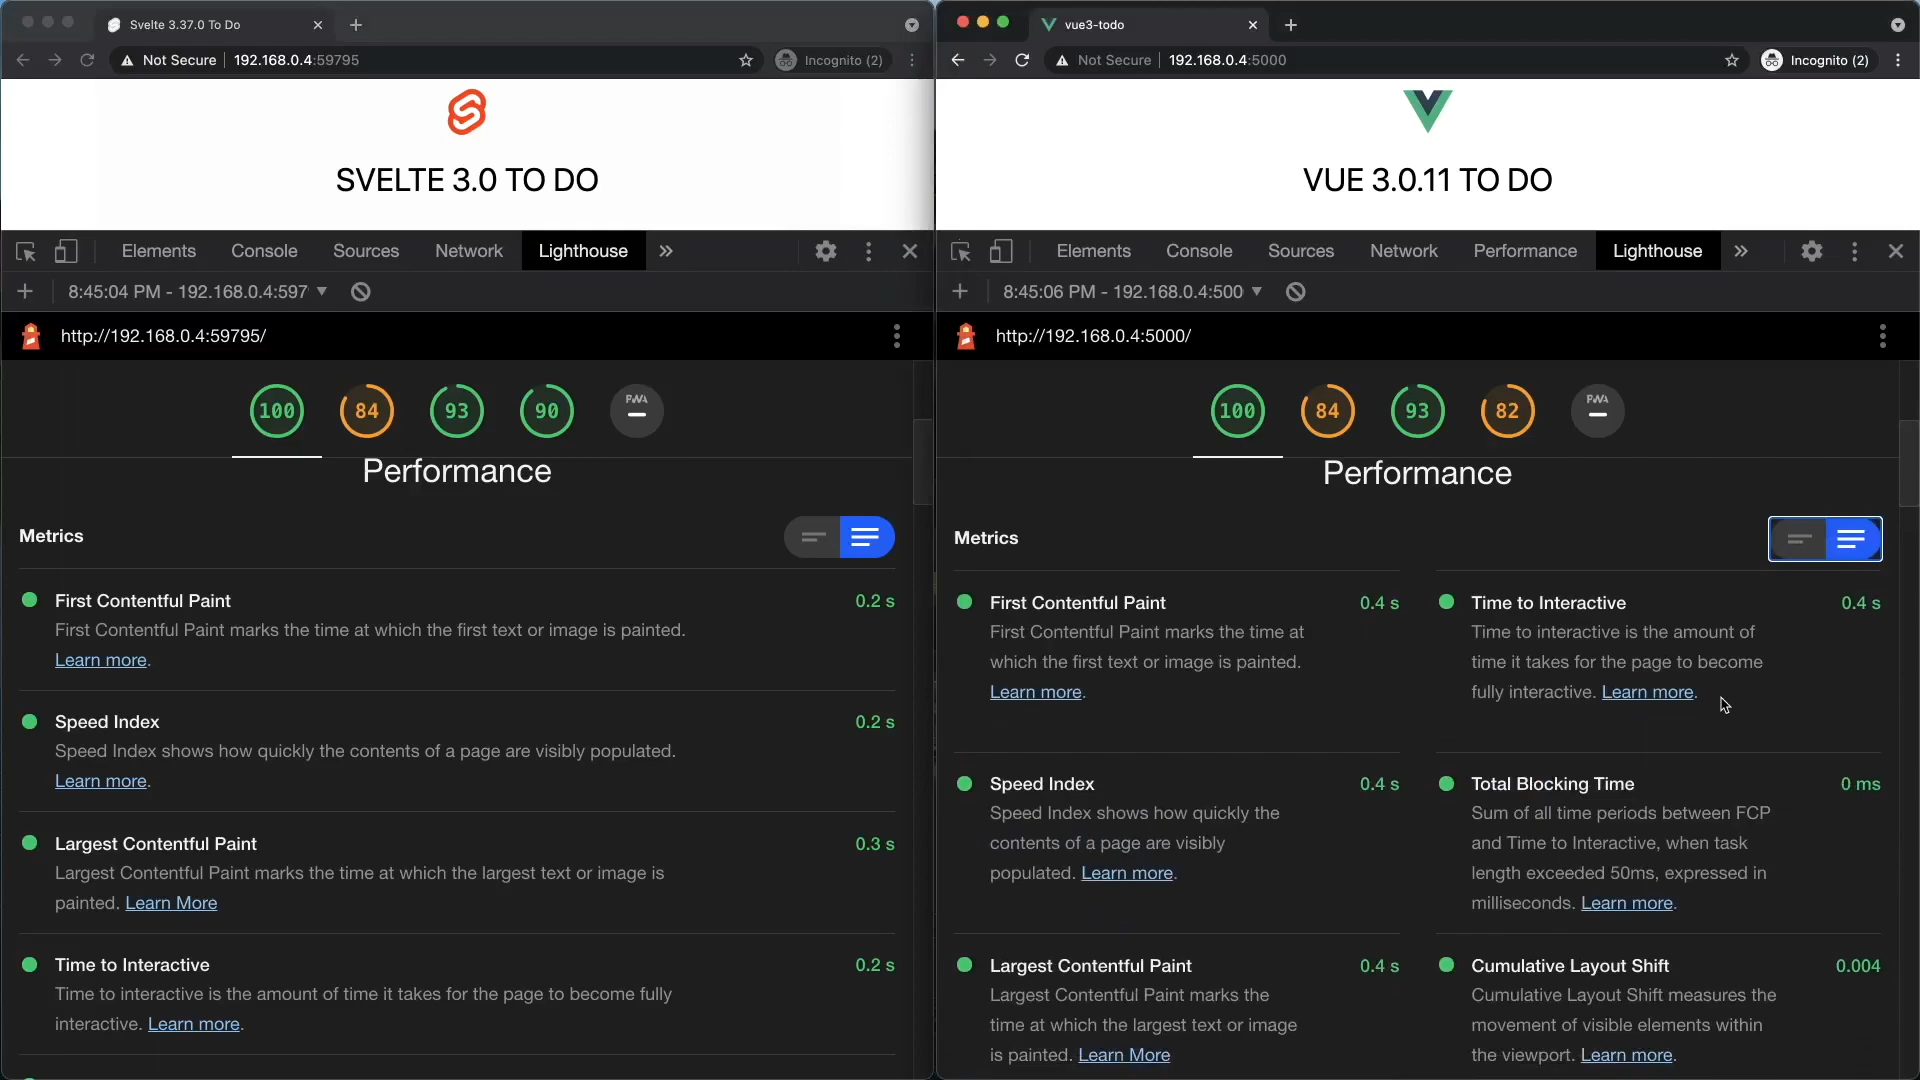 Svelte 3.37.0 To Do
Not Secure
192.168.0.4:59795
Incognito (2)
SVELTE 3.0 TO DO
Elements
Console
Sources
Network
Lighthouse
8:45:04 PM - 192.168.0.4:597
http://192.168.0.4:59795/
100
84
93
90
PWA
Performance
Metrics
First Contentful Paint
0.2 s
First Contentful Paint marks the time at which the first text or image is painted.
Learn more.
Speed Index
0.2 s
Speed Index shows how quickly the contents of a page are visibly populated.
Learn more.
Largest Contentful Paint
0.3 s
Largest Contentful Paint marks the time at which the largest text or image is
painted. Learn More
Time to Interactive
0.2 s
Time to interactive is the amount of time it takes for the page to become fully
interactive. Learn more.
vue3-todo
Not Secure
192.168.0.4:5000
Incognito (2)
VUE 3.0.11 TO DO
Elements
Console
Sources
Network
Performance
Lighthouse
8:45:06 PM - 192.168.0.4:500
http://192.168.0.4:5000/
100
84
93
82
PWA
Performance
Metrics
First Contentful Paint
0.4 s
First Contentful Paint marks the time at
which the first text or image is painted.
Learn more.
Time to Interactive
0.4 s
Time to interactive is the amount of
time it takes for the page to become
fully interactive. Learn more.
Speed Index
0.4 s
Speed Index shows how quickly the
contents of a page are visibly
populated. Learn more.
Total Blocking Time
0 ms
Sum of all time periods between FCP
and Time to Interactive, when task
length exceeded 50ms, expressed in
milliseconds. Learn more.
Largest Contentful Paint
0.4 s
Largest Contentful Paint marks the
time at which the largest text or image
is painted. Learn More
Cumulative Layout Shift
0.004
Cumulative Layout Shift measures the
movement of visible elements within
the viewport. Learn more.